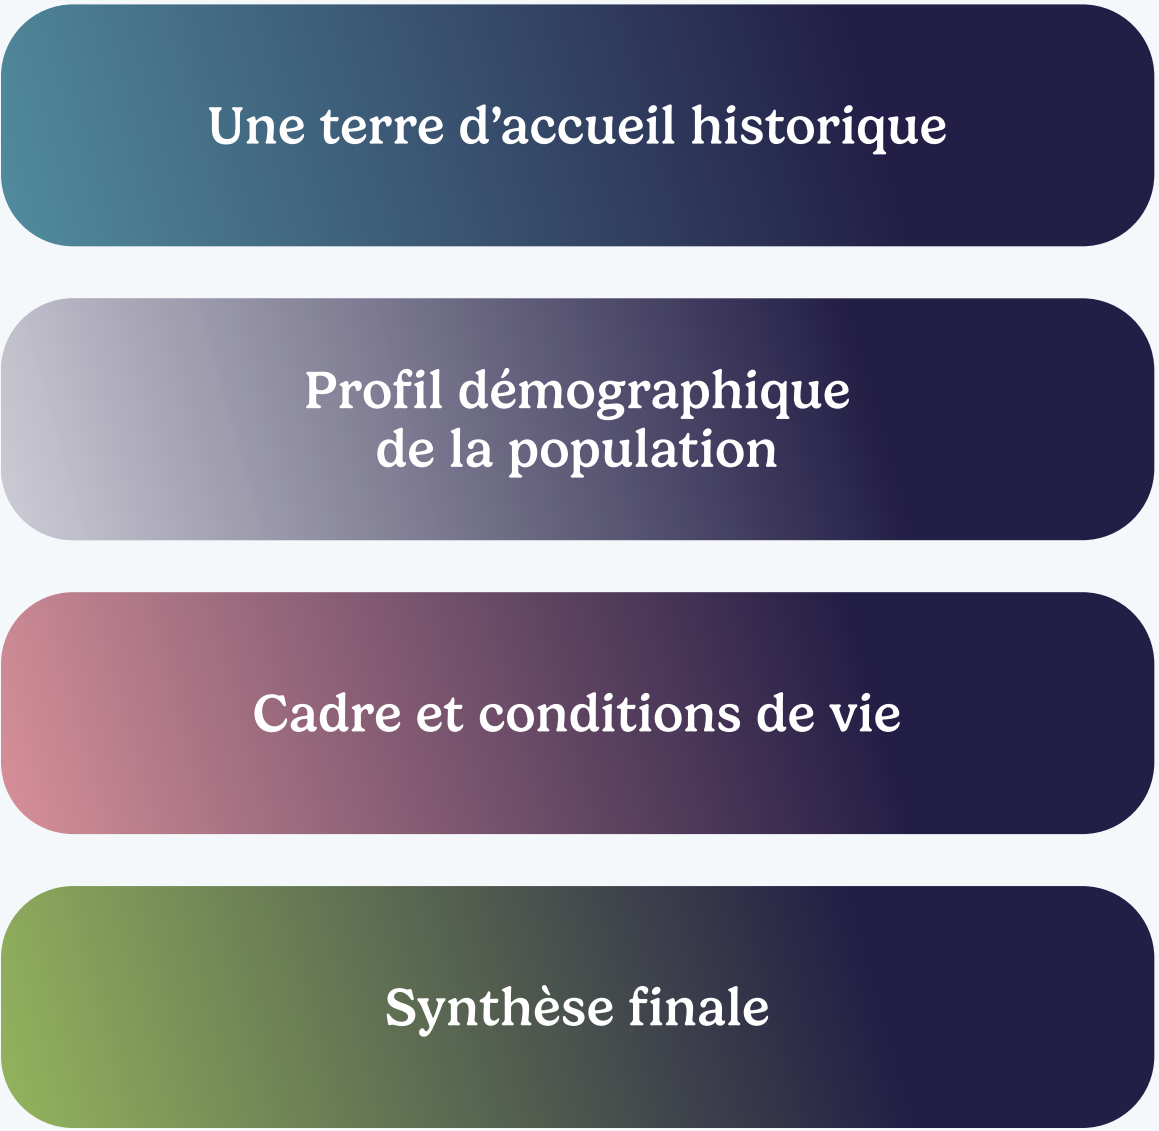 Une terre d’accueil historique
Profil démographique
de la population
Cadre et conditions de vie
Synthèse finale